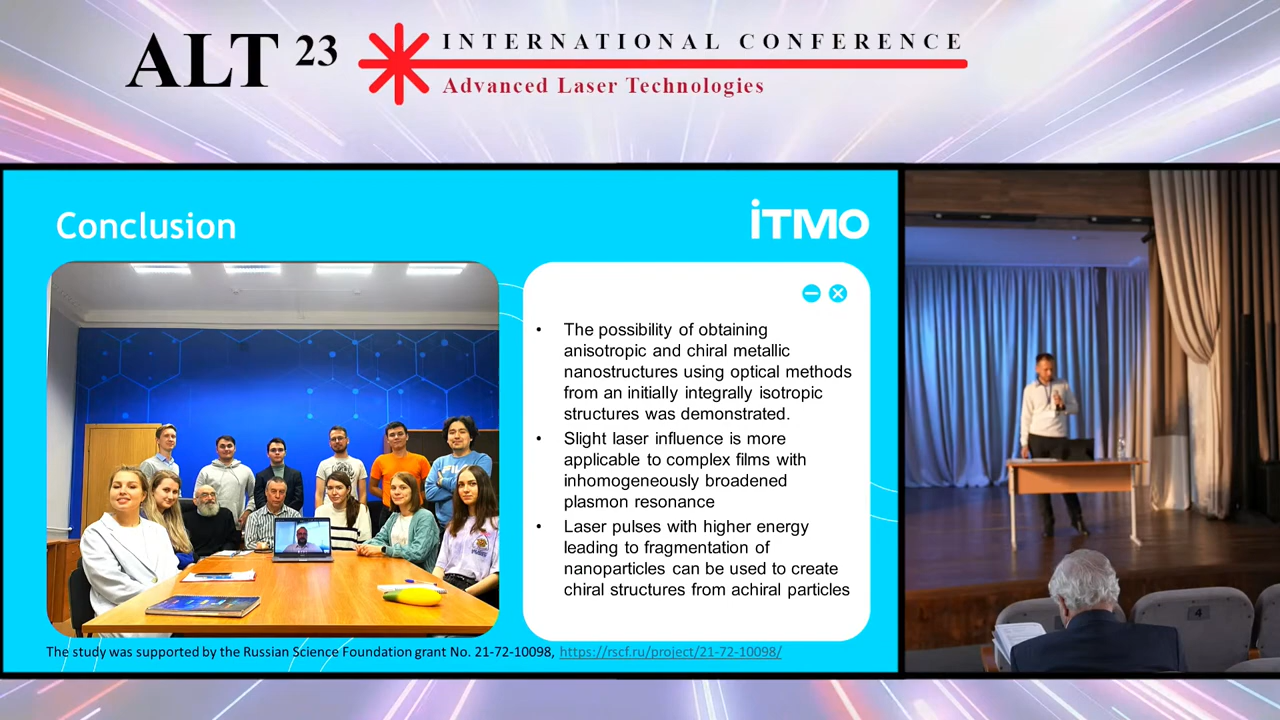 ALT 23
INTERNATIONAL CONFERENCE
Advanced Laser Technologies
Conclusion
iTMO
• The possibility of obtaining
anisotropic and chiral metallic
nanostructures using optical methods
from an initially integrally isotropic
structures was demonstrated.
• Slight laser influence is more
applicable to complex films with
inhomogeneously broadened
plasmon resonance
• Laser pulses with higher energy
leading to fragmentation of
nanoparticles can be used to create
chiral structures from achiral particles
The study was supported by the Russian Science Foundation grant No. 21-72-10098, https://rscf.ru/project/21-72-10098/
4